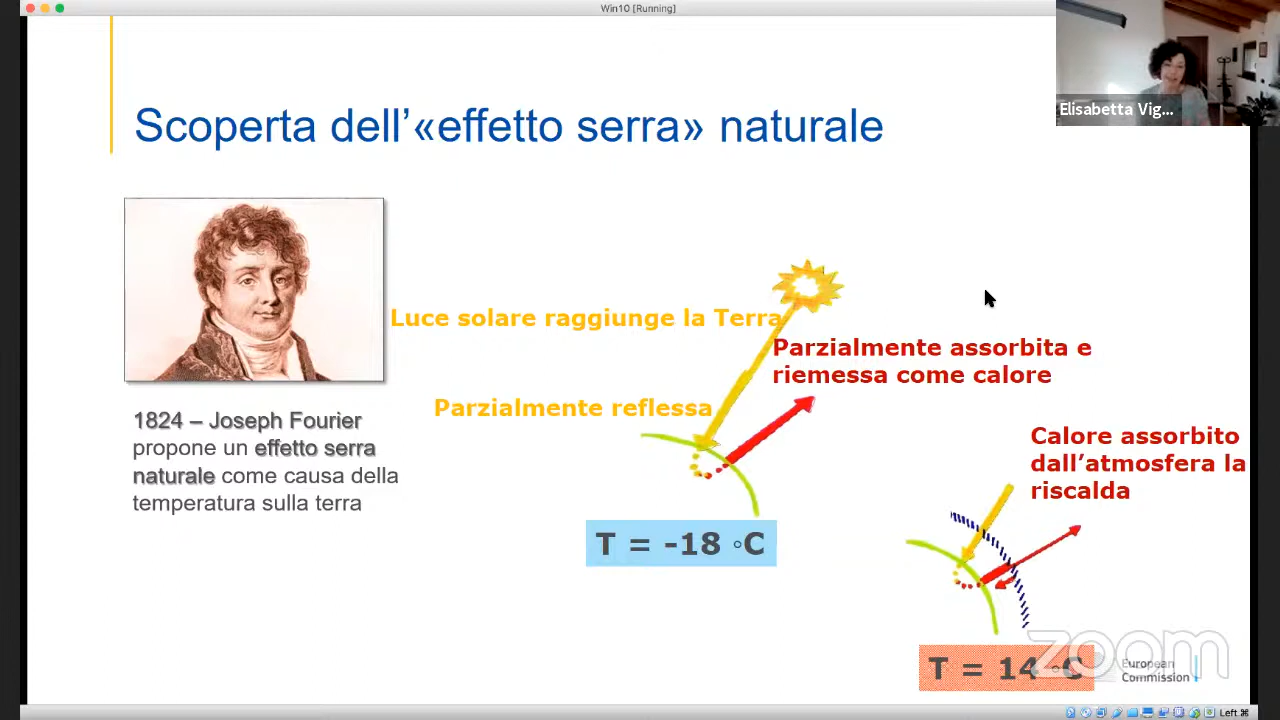 Win10 [Running]
Elisabetta Vig...
Scoperta dell'«effetto serra» naturale
Luce solare raggiunge la Terra
Parzialmente assorbita e
riemessa come calore
Parzialmente reflessa
1824 – Joseph Fourier
propone un effetto serra
naturale come causa della
temperatura sulla terra
Calore assorbito
dall'atmosfera la
riscalda
T = -18 °C
T = 14 °C
zoom
European
Commission
Left ⌘